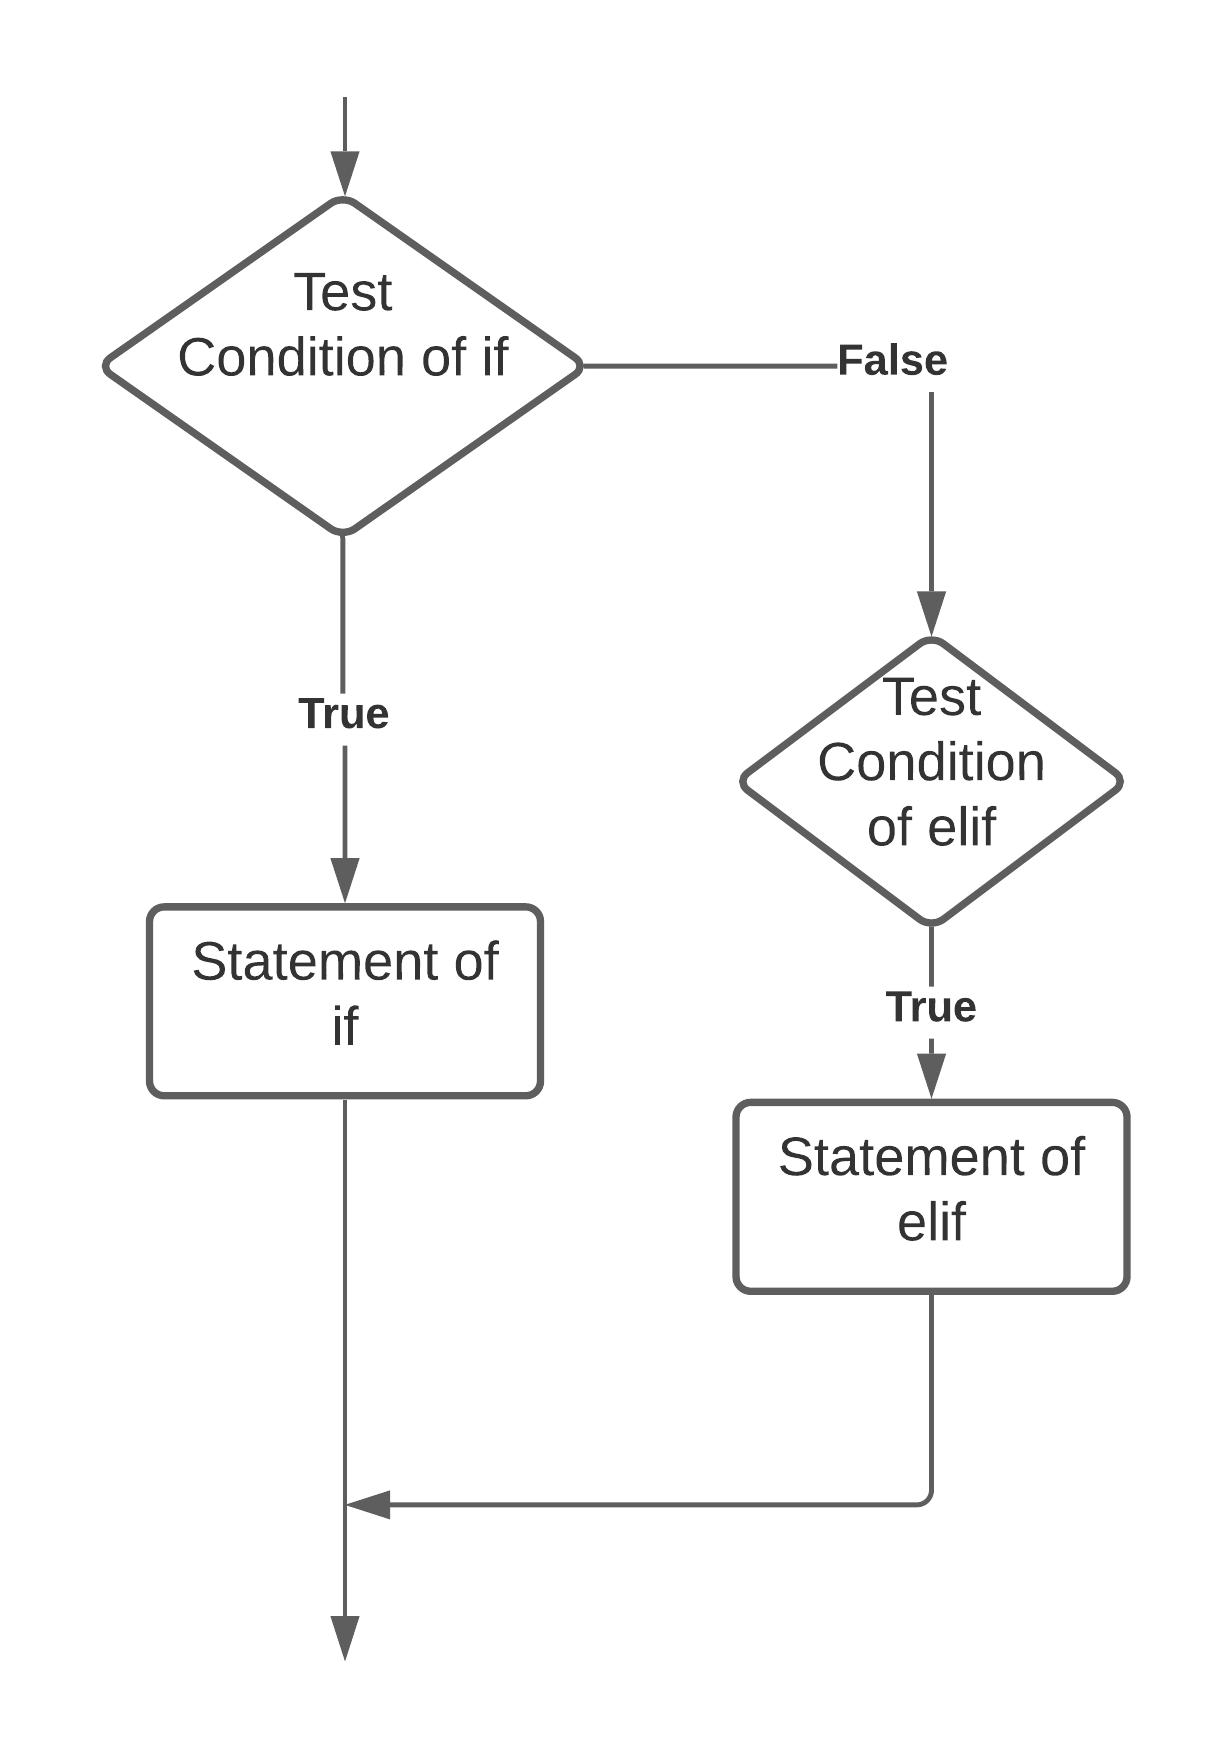 Test
Condition of if
False
True
Test
Condition
of elif
Statement of
if
True
Statement of
elif